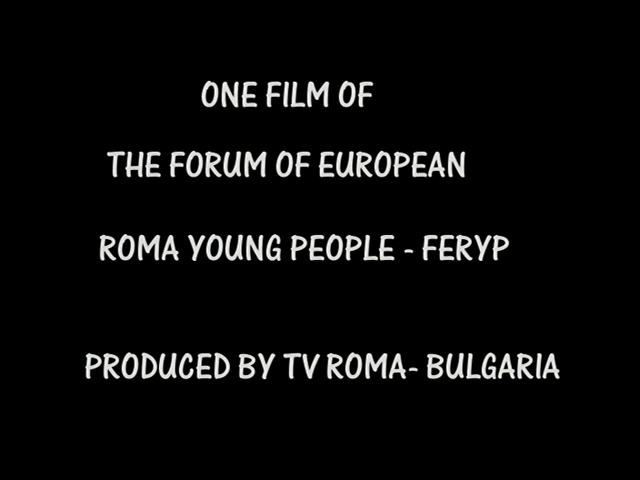 ONE FILM OF
THE FORUM OF EUROPEAN
ROMA YOUNG PEOPLE - FERYP
PRODUCED BY TV ROMA- BULGARIA